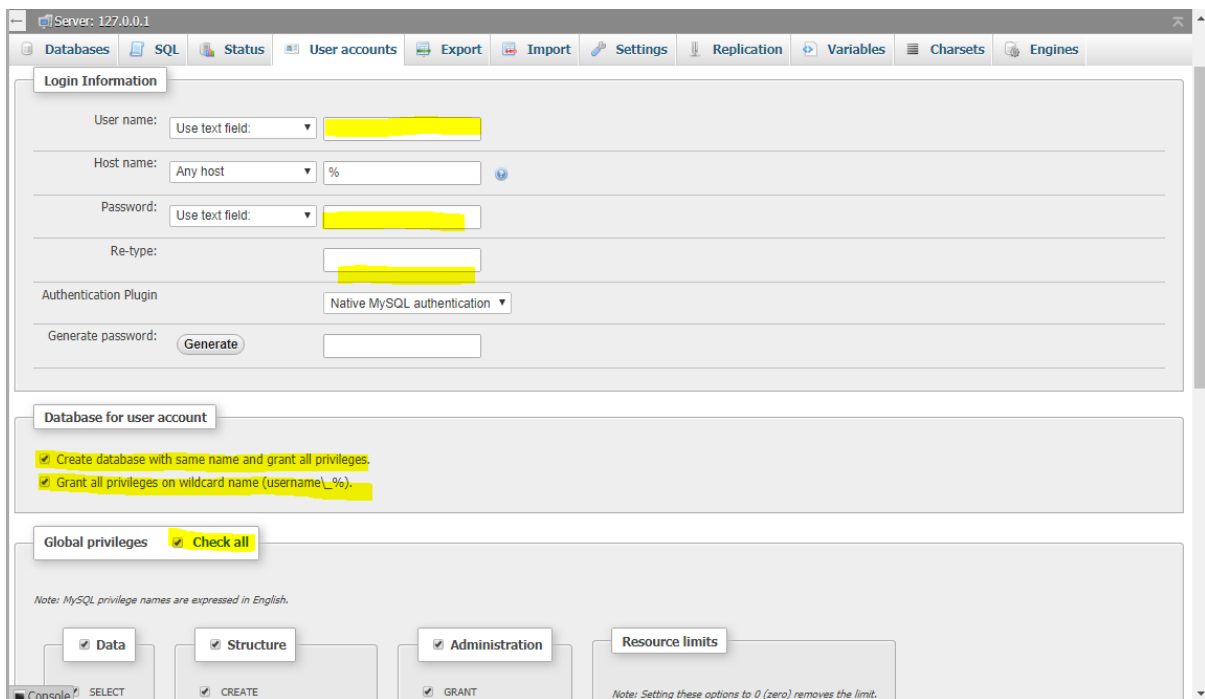 Server: 127.0.0.1
Databases SQL Status User accounts Export Import Settings Replication Variables Charsets Engines
Login Information
User name: Use text field:
Host name: Any host %
Password: Use text field:
Re-type:
Authentication Plugin Native MySQL authentication
Generate password: Generate
Database for user account
Create database with same name and grant all privileges.
Grant all privileges on wildcard name (username\_%).
Global privileges Check all
Note: MySQL privilege names are expressed in English.
Data Structure Administration Resource limits
Console SELECT CREATE GRANT Note: Setting these options to 0 (zero) removes the limit.